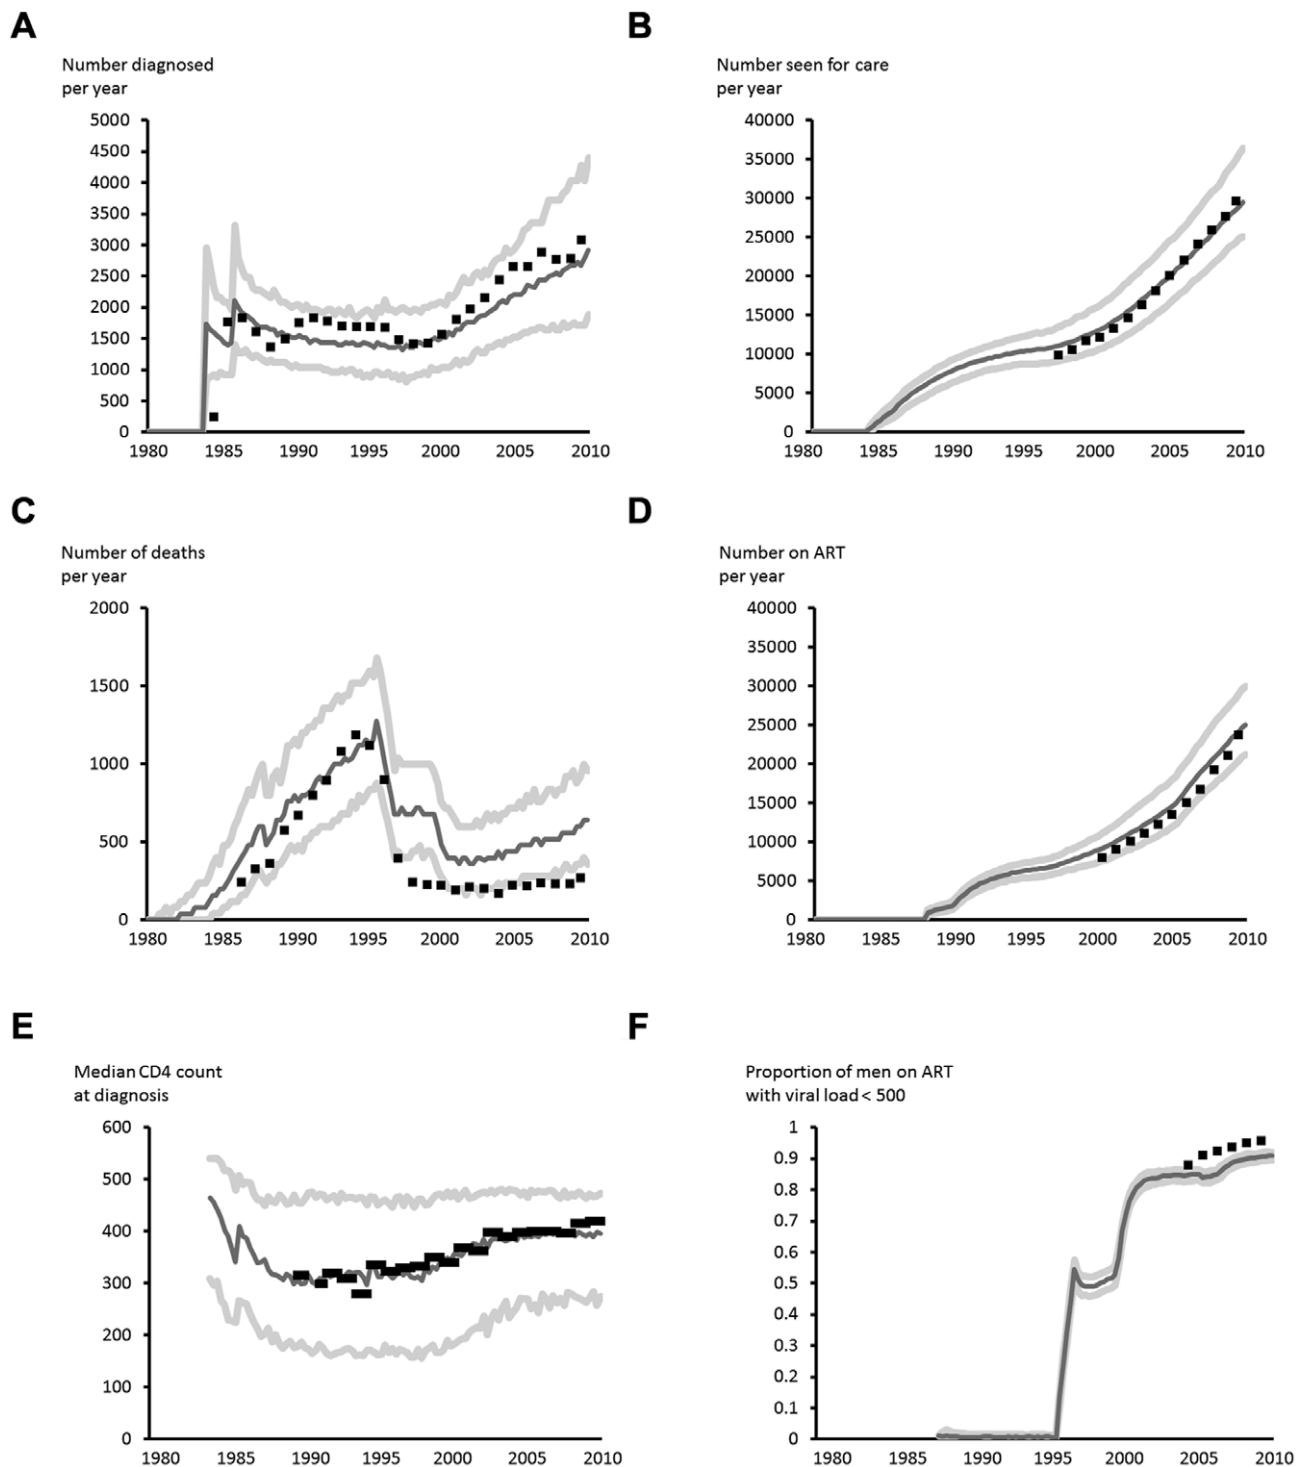 A
Number diagnosed
per year
5000
4500
4000
3500
3000
2500
2000
1500
1000
500
0
1980 1985 1990 1995 2000 2005 2010
B
Number seen for care
per year
40000
35000
30000
25000
20000
15000
10000
5000
0
1980 1985 1990 1995 2000 2005 2010
C
Number of deaths
per year
2000
1500
1000
500
0
1980 1985 1990 1995 2000 2005 2010
D
Number on ART
per year
40000
35000
30000
25000
20000
15000
10000
5000
0
1980 1985 1990 1995 2000 2005 2010
E
Median CD4 count
at diagnosis
600
500
400
300
200
100
0
1980 1985 1990 1995 2000 2005 2010
F
Proportion of men on ART
with viral load < 500
1
0.9
0.8
0.7
0.6
0.5
0.4
0.3
0.2
0.1
0
1980 1985 1990 1995 2000 2005 2010